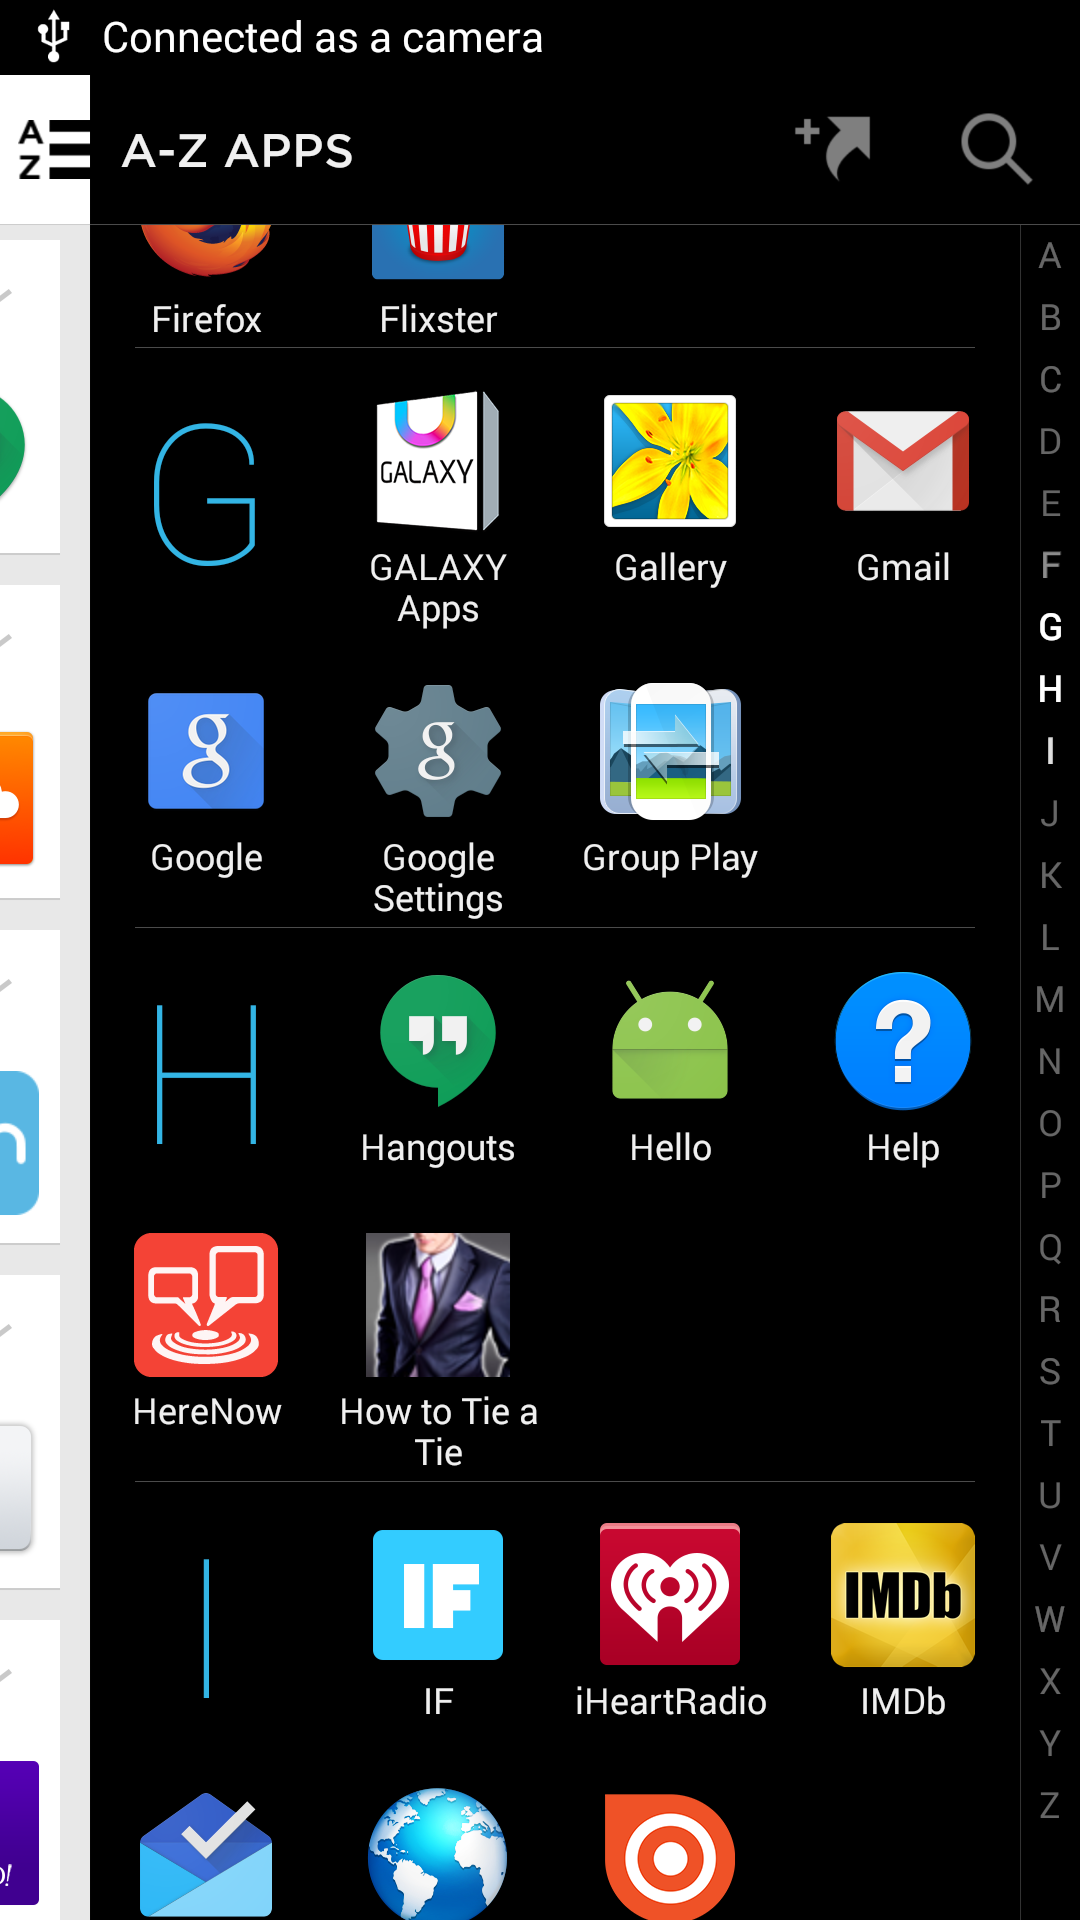 Connected as a camera
A
Z
A-Z APPS
Firefox
Flixster
G
GALAXY
GALAXY
Apps
Gallery
Gmail
g
Google
g
Google
Settings
Group Play
H
Hangouts
Hello
?
Help
HereNow
How to Tie a
Tie
I
IF
IF
iHeartRadio
IMDb
IMDb
A
B
C
D
E
F
G
H
I
J
K
L
M
N
O
P
Q
R
S
T
U
V
W
X
Y
Z